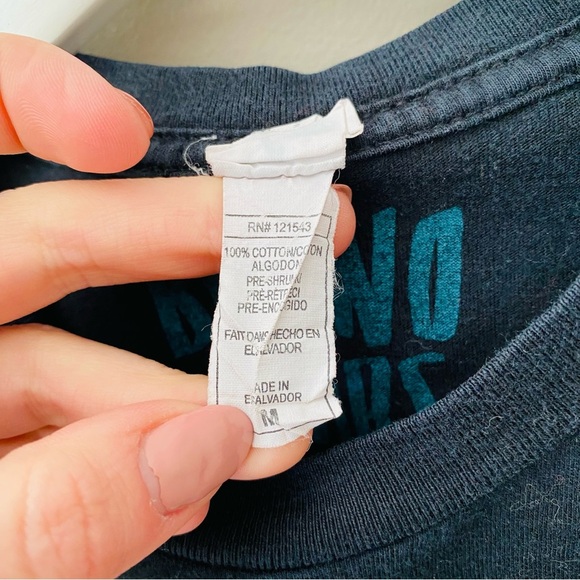 RN# 121543
100% COTTON/COTON
ALGODON
PRE-SHRUNK
PRÉ-RÉTRÉCI
PRE-ENCOGIDO
FAIT DANS HECHO EN
EL SALVADOR
MADE IN
EL SALVADOR
M